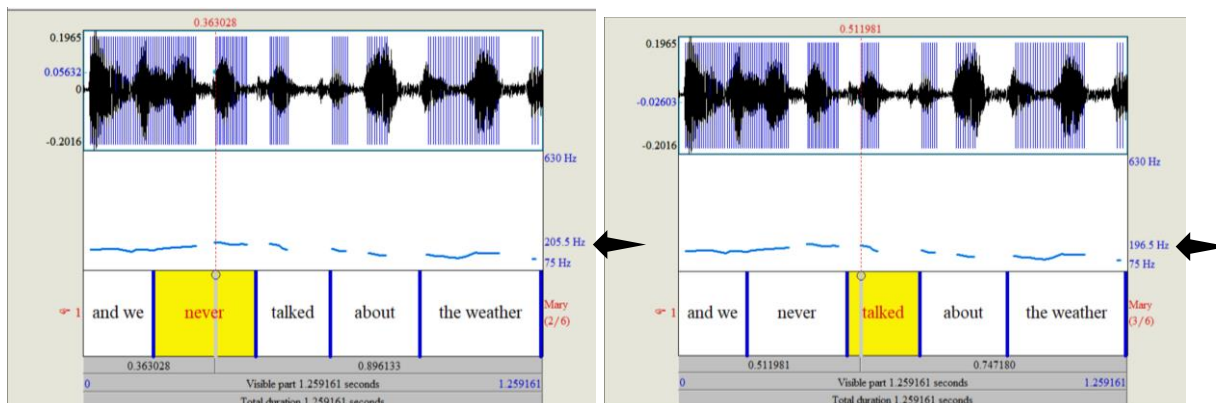 0.363028
0.1965
0.05632
0
-0.2016
630 Hz
205.5 Hz
75 Hz
☞ 1
and we
never
talked
about
the weather
Mary
(2/6)
0.363028
0.896133
0
Visible part 1.259161 seconds
1.259161
Total duration 1.259161 seconds
0.511981
0.1965
-0.02603
-0.2016
630 Hz
196.5 Hz
75 Hz
☞ 1
and we
never
talked
about
the weather
Mary
(3/6)
0.511981
0.747180
0
Visible part 1.259161 seconds
1.259161
Total duration 1.259161 seconds